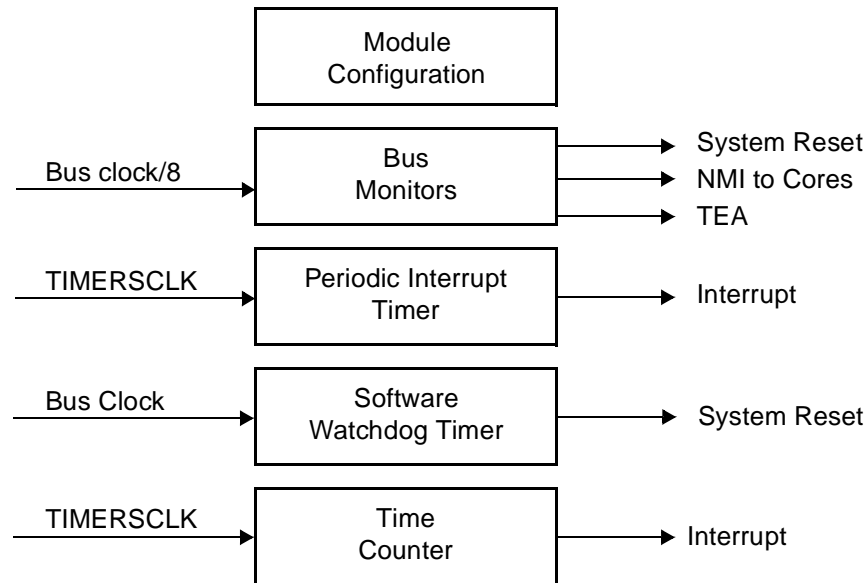 Module
Configuration
Bus clock/8
Bus
Monitors
System Reset
NMI to Cores
TEA
TIMERSCLK
Periodic Interrupt
Timer
Interrupt
Bus Clock
Software
Watchdog Timer
System Reset
TIMERSCLK
Time
Counter
Interrupt